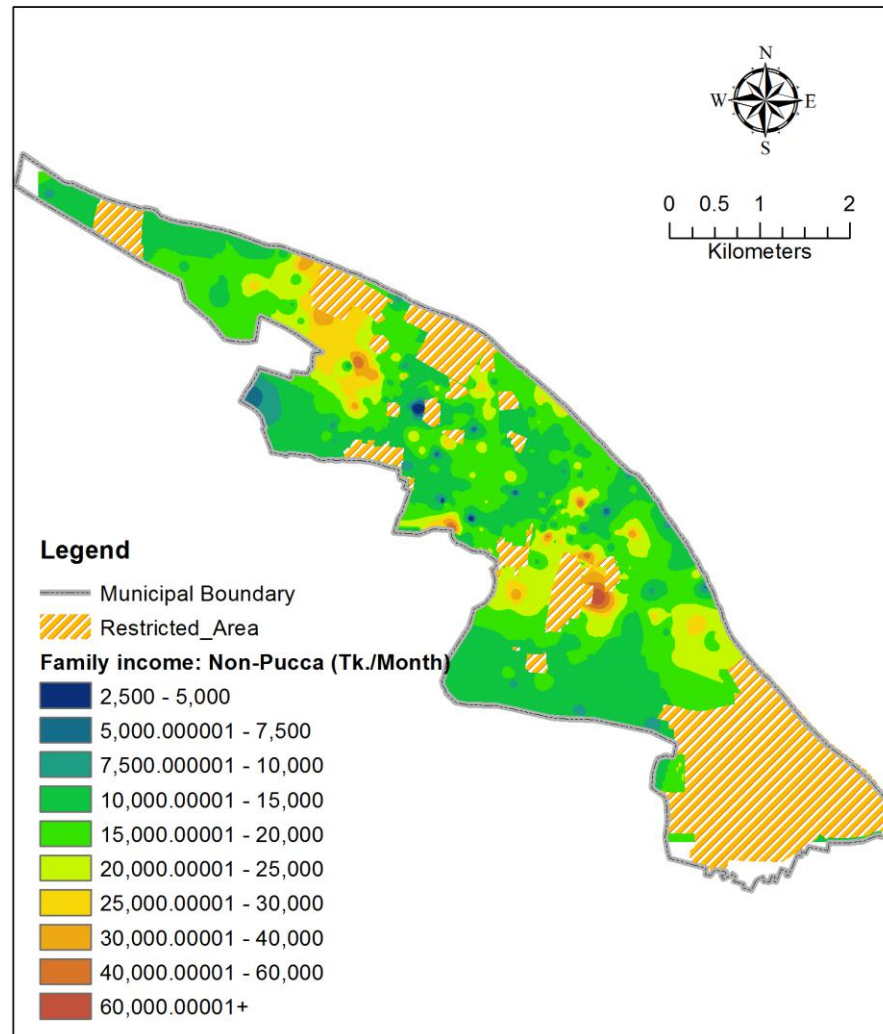 N
W E
S
0 0.5 1 2
Kilometers
Legend
Municipal Boundary
Restricted_Area
Family income: Non-Pucca (Tk./Month)
2,500 - 5,000
5,000.000001 - 7,500
7,500.000001 - 10,000
10,000.00001 - 15,000
15,000.00001 - 20,000
20,000.00001 - 25,000
25,000.00001 - 30,000
30,000.00001 - 40,000
40,000.00001 - 60,000
60,000.00001+